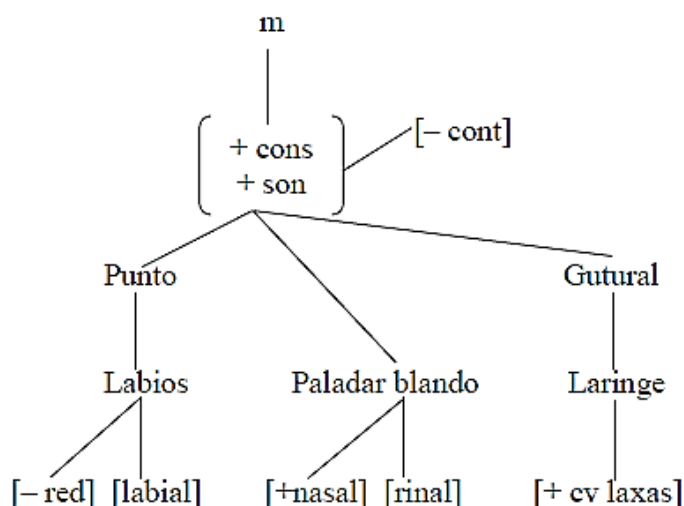 m
[– cont]
+ cons
+ son
Punto Gutural
Labios Paladar blando Laringe
[– red] [labial] [+nasal] [rinal] [+ cv laxas]